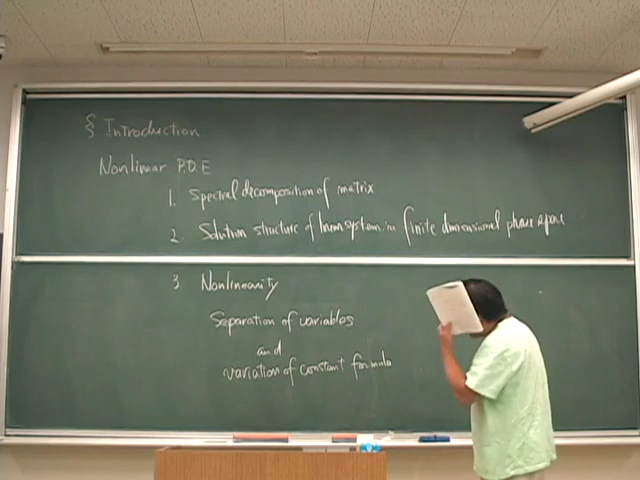 § Introduction
Nonlinear P.D.E
1. Spectral decomposition of matrix
2. Solution structure of linear system in finite dimensional phase space
3 Nonlinearity
Separation of variables
and
variation of constant formula